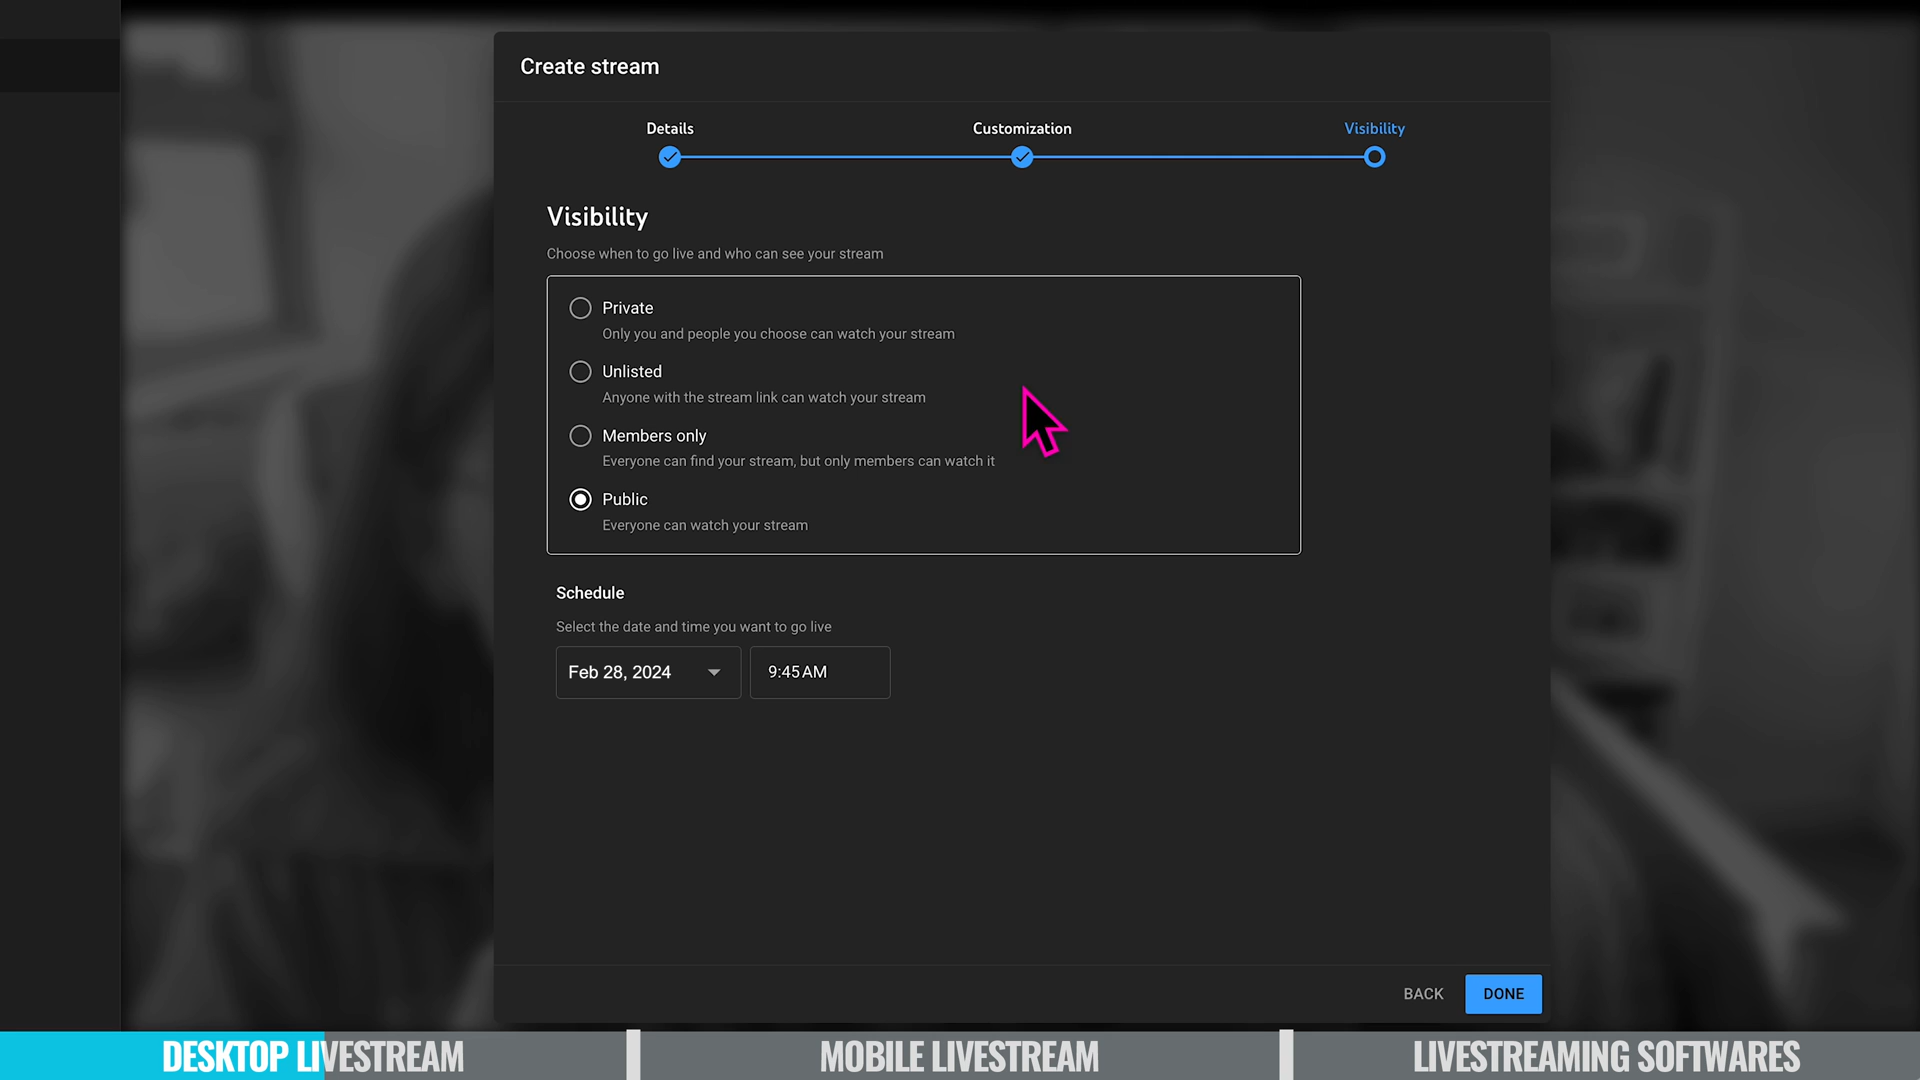 Create stream
Details
Customization
Visibility
Visibility
Choose when to go live and who can see your stream
Private
Only you and people you choose can watch your stream
Unlisted
Anyone with the stream link can watch your stream
Members only
Everyone can find your stream, but only members can watch it
Public
Everyone can watch your stream
Schedule
Select the date and time you want to go live
Feb 28, 2024
9:45 AM
BACK
DONE
DESKTOP LIVESTREAM
MOBILE LIVESTREAM
LIVESTREAMING SOFTWARES